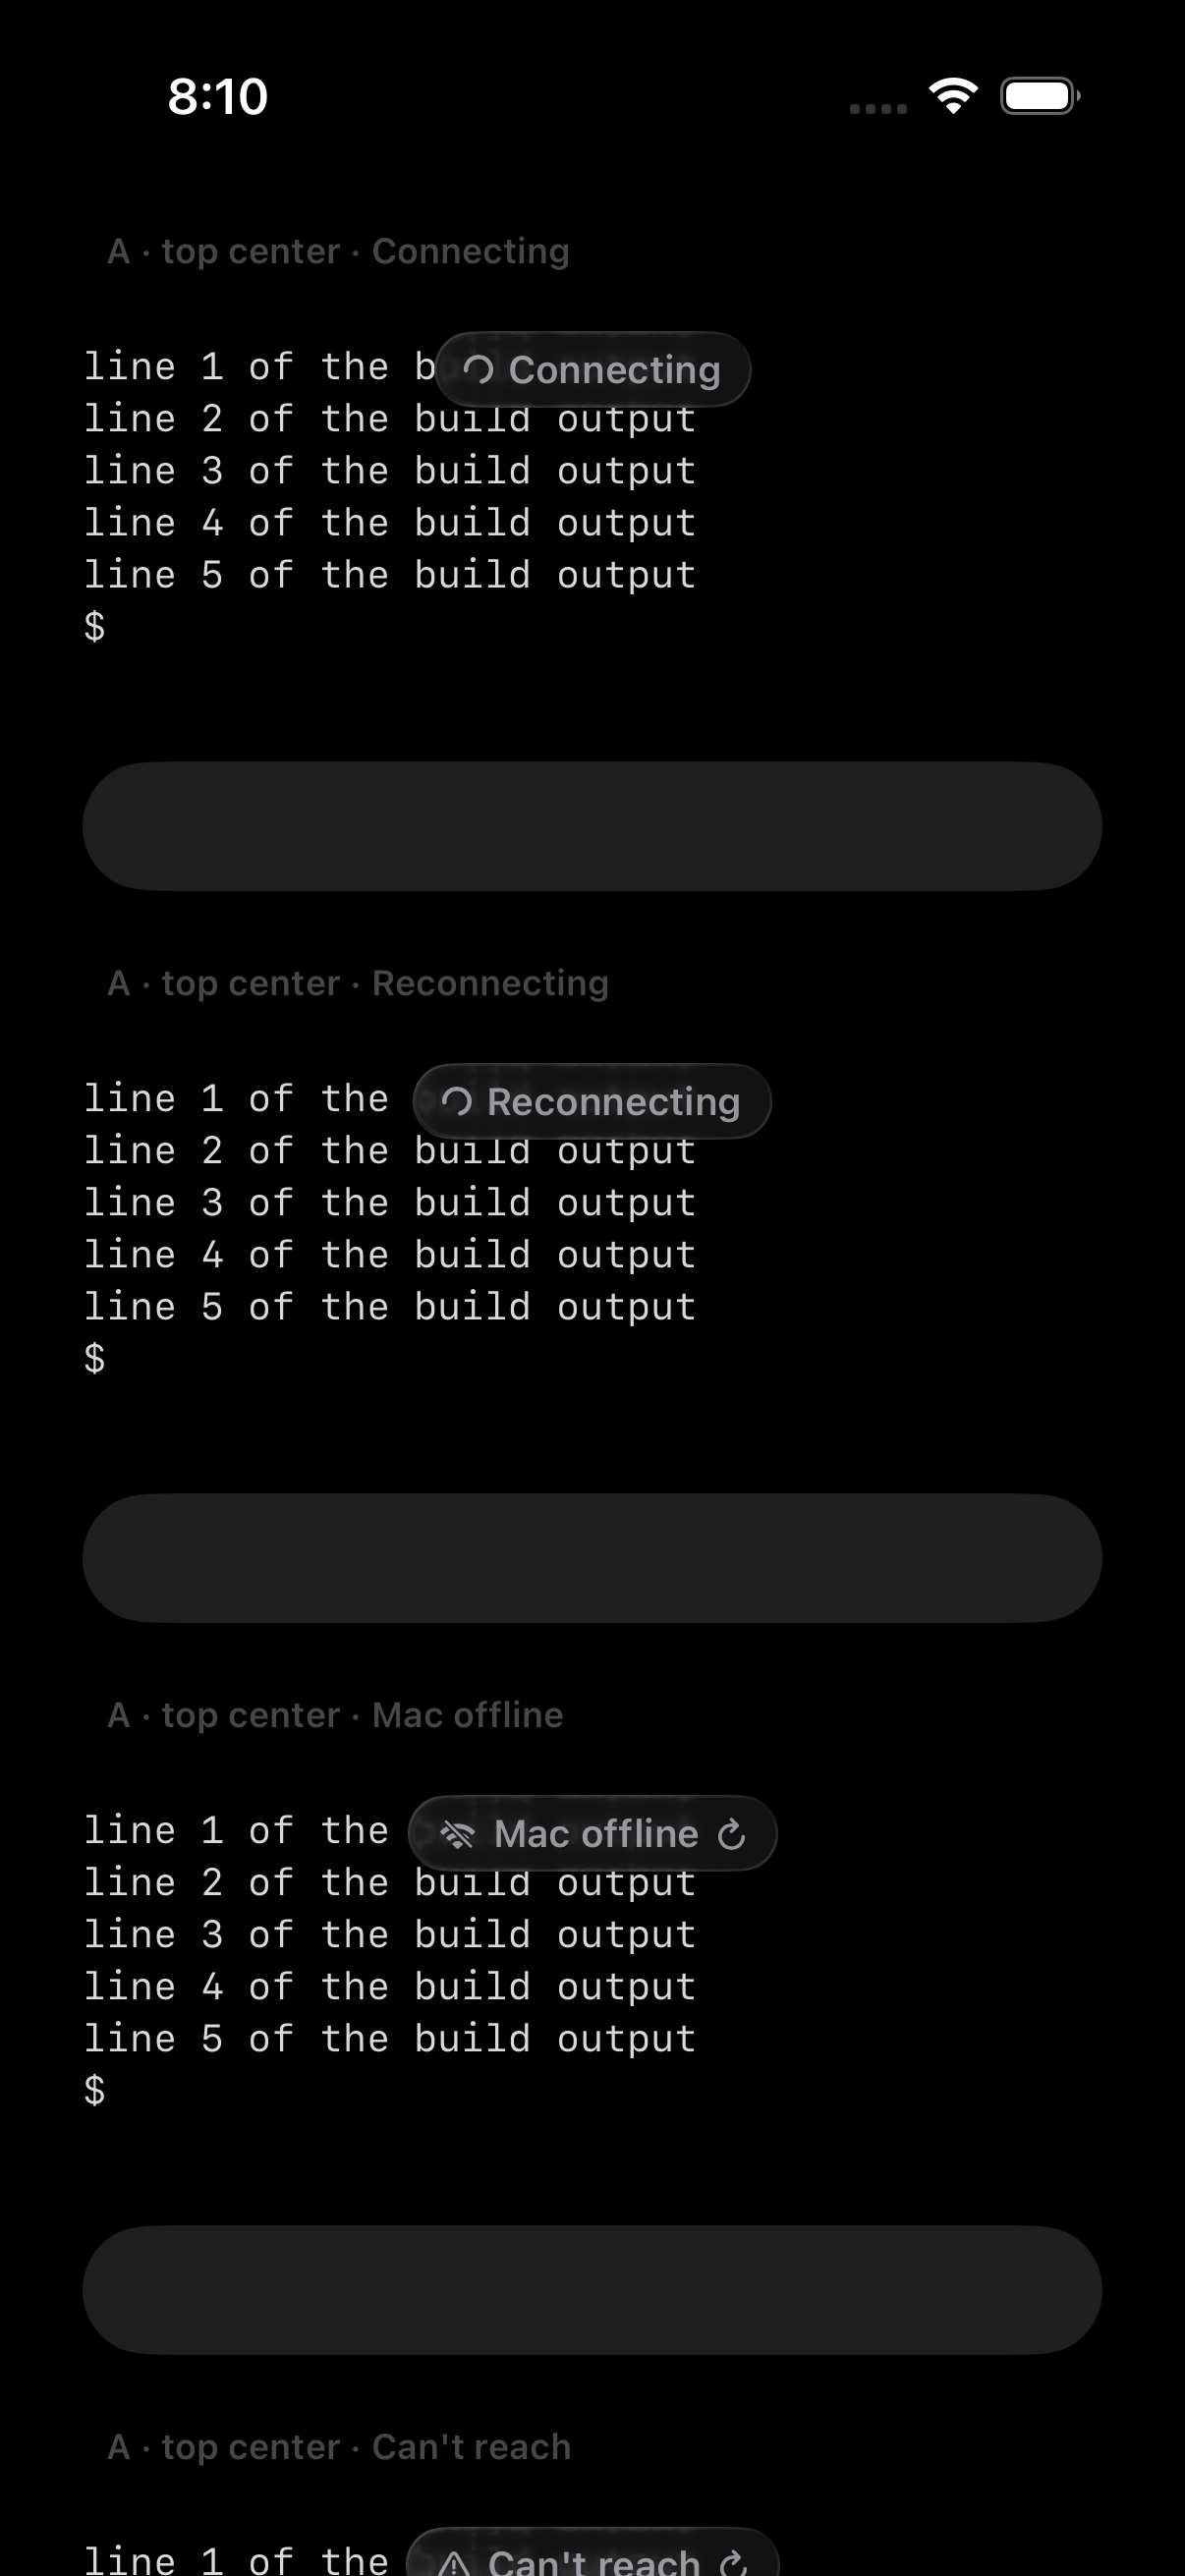 8:10
A · top center · Connecting
line 1 of the b Connecting
line 2 of the build output
line 3 of the build output
line 4 of the build output
line 5 of the build output
$
A · top center · Reconnecting
line 1 of the Reconnecting
line 2 of the build output
line 3 of the build output
line 4 of the build output
line 5 of the build output
$
A · top center · Mac offline
line 1 of the Mac offline
line 2 of the build output
line 3 of the build output
line 4 of the build output
line 5 of the build output
$
A · top center · Can't reach
line 1 of the Can't reach